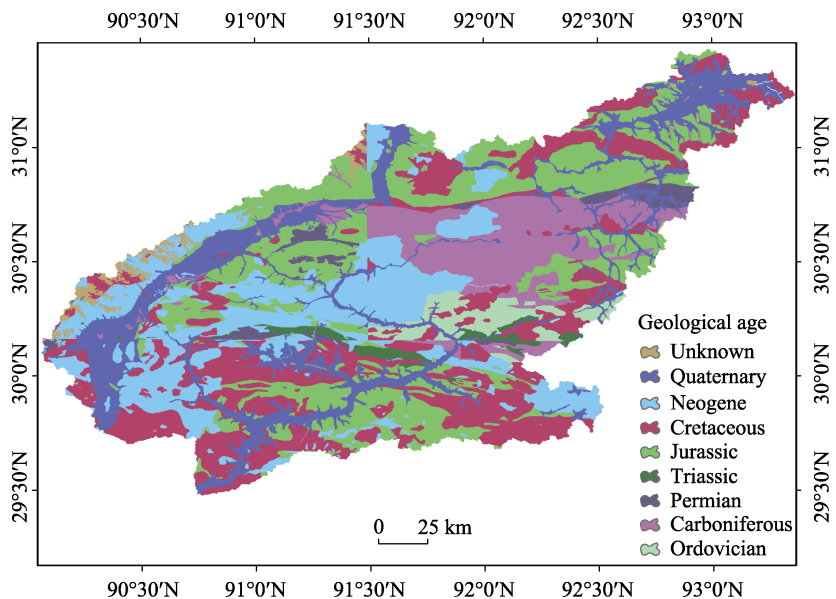 90°30′N 91°0′N 91°30′N 92°0′N 92°30′N 93°0′N
31°0′N 31°0′N
30°30′N 30°30′N
30°0′N 30°0′N
29°30′N 29°30′N
Geological age
Unknown
Quaternary
Neogene
Cretaceous
Jurassic
Triassic
Permian
Carboniferous
Ordovician
0 25 km
90°30′N 91°0′N 91°30′N 92°0′N 92°30′N 93°0′N